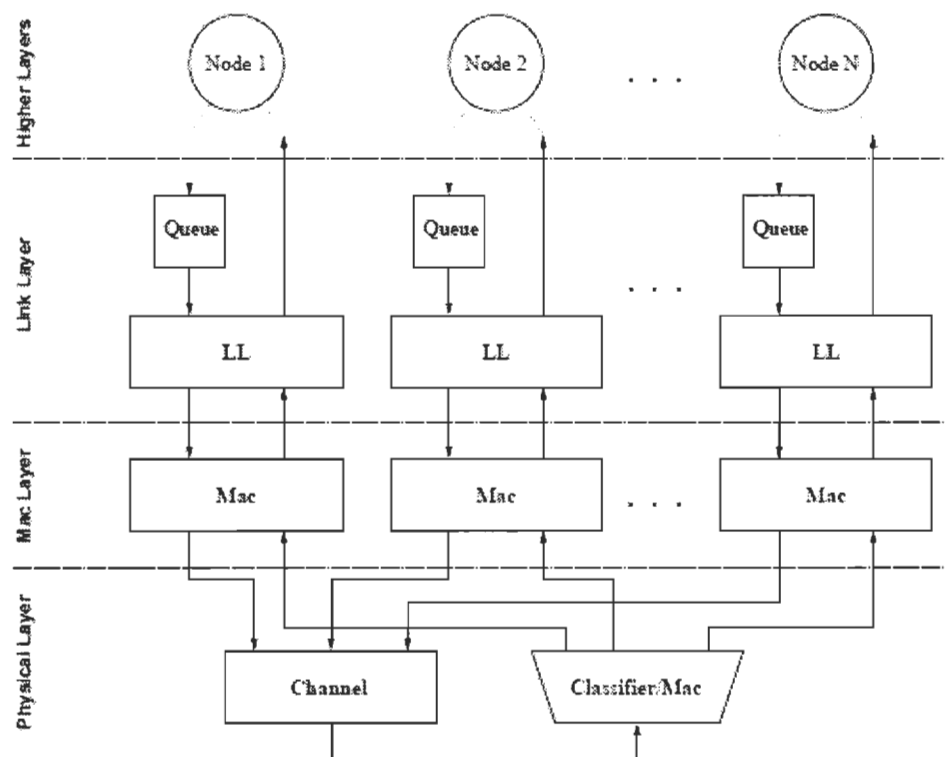 Higher Layers
Node 1
Node 2
. . .
Node N
Link Layer
Queue
Queue
Queue
. . .
LL
LL
LL
Mac Layer
Mac
Mac
. . .
Mac
Physical Layer
Channel
Classifier/Mac